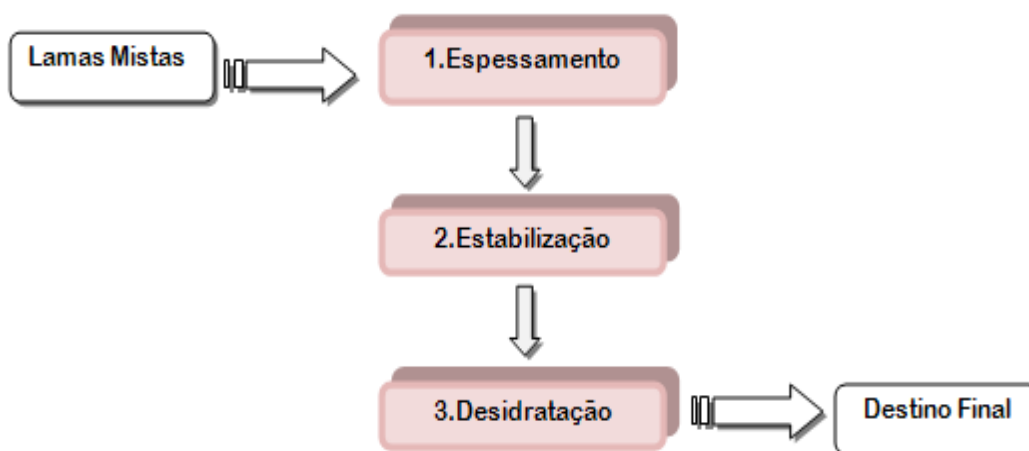 Lamas Mistas
1.Espessamento
2.Estabilização
3.Desidratação
Destino Final